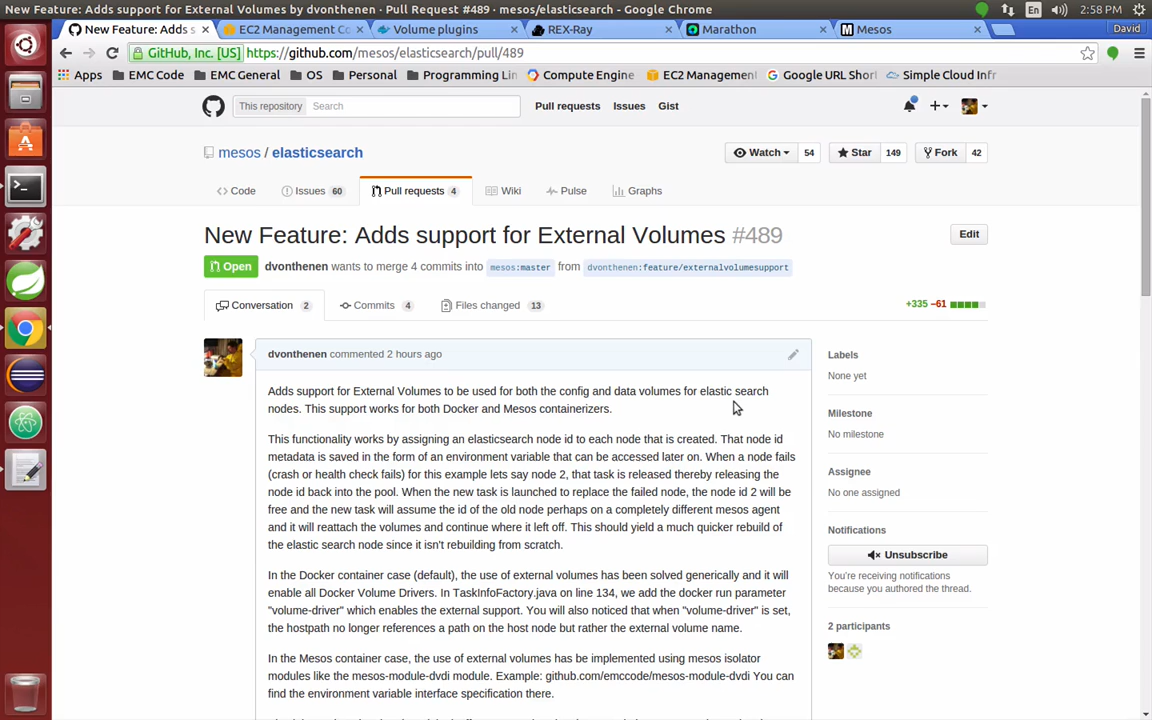 New Feature: Adds support for External Volumes by dvonthenen · Pull Request #489 · mesos/elasticsearch - Google Chrome
En
2:58 PM
New Feature: Adds s ×
EC2 Management Co ×
Volume plugins ×
REX-Ray ×
Marathon ×
Mesos ×
David
GitHub, Inc. [US]
https://github.com/mesos/elasticsearch/pull/489
Apps
EMC Code
EMC General
OS
Personal
Programming Lin
Compute Engine
EC2 Management
Google URL Short
Simple Cloud Infr
This repository
Search
Pull requests
Issues
Gist
mesos / elasticsearch
Watch 54
Star 149
Fork 42
Code
Issues 60
Pull requests 4
Wiki
Pulse
Graphs
New Feature: Adds support for External Volumes #489
Edit
Open
dvonthenen wants to merge 4 commits into mesos:master from dvonthenen:feature/externalvolumesupport
Conversation 2
Commits 4
Files changed 13
+335 −61
dvonthenen commented 2 hours ago
Adds support for External Volumes to be used for both the config and data volumes for elastic search
nodes. This support works for both Docker and Mesos containerizers.
This functionality works by assigning an elasticsearch node id to each node that is created. That node id
metadata is saved in the form of an environment variable that can be accessed later on. When a node fails
(crash or health check fails) for this example lets say node 2, that task is released thereby releasing the
node id back into the pool. When the new task is launched to replace the failed node, the node id 2 will be
free and the new task will assume the id of the old node perhaps on a completely different mesos agent
and it will reattach the volumes and continue where it left off. This should yield a much quicker rebuild of
the elastic search node since it isn't rebuilding from scratch.
In the Docker container case (default), the use of external volumes has been solved generically and it will
enable all Docker Volume Drivers. In TaskInfoFactory.java on line 134, we add the docker run parameter
"volume-driver" which enables the external support. You will also noticed that when "volume-driver" is set,
the hostpath no longer references a path on the host node but rather the external volume name.
In the Mesos container case, the use of external volumes has be implemented using mesos isolator
modules like the mesos-module-dvdi module. Example: github.com/emccode/mesos-module-dvdi You can
find the environment variable interface specification there.
Labels
None yet
Milestone
No milestone
Assignee
No one assigned
Notifications
Unsubscribe
You're receiving notifications
because you authored the thread.
2 participants